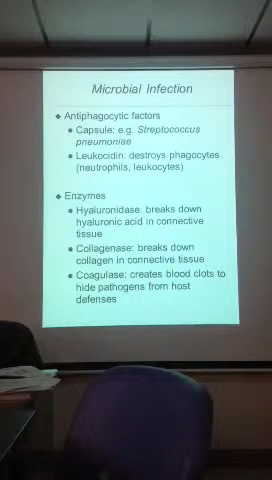 Microbial Infection
◆ Antiphagocytic factors
● Capsule: e.g. Streptococcus
pneumoniae
● Leukocidin: destroys phagocytes
(neutrophils, leukocytes)
◆ Enzymes
● Hyaluronidase: breaks down
hyaluronic acid in connective
tissue
● Collagenase: breaks down
collagen in connective tissue
● Coagulase: creates blood clots to
hide pathogens from host
defenses